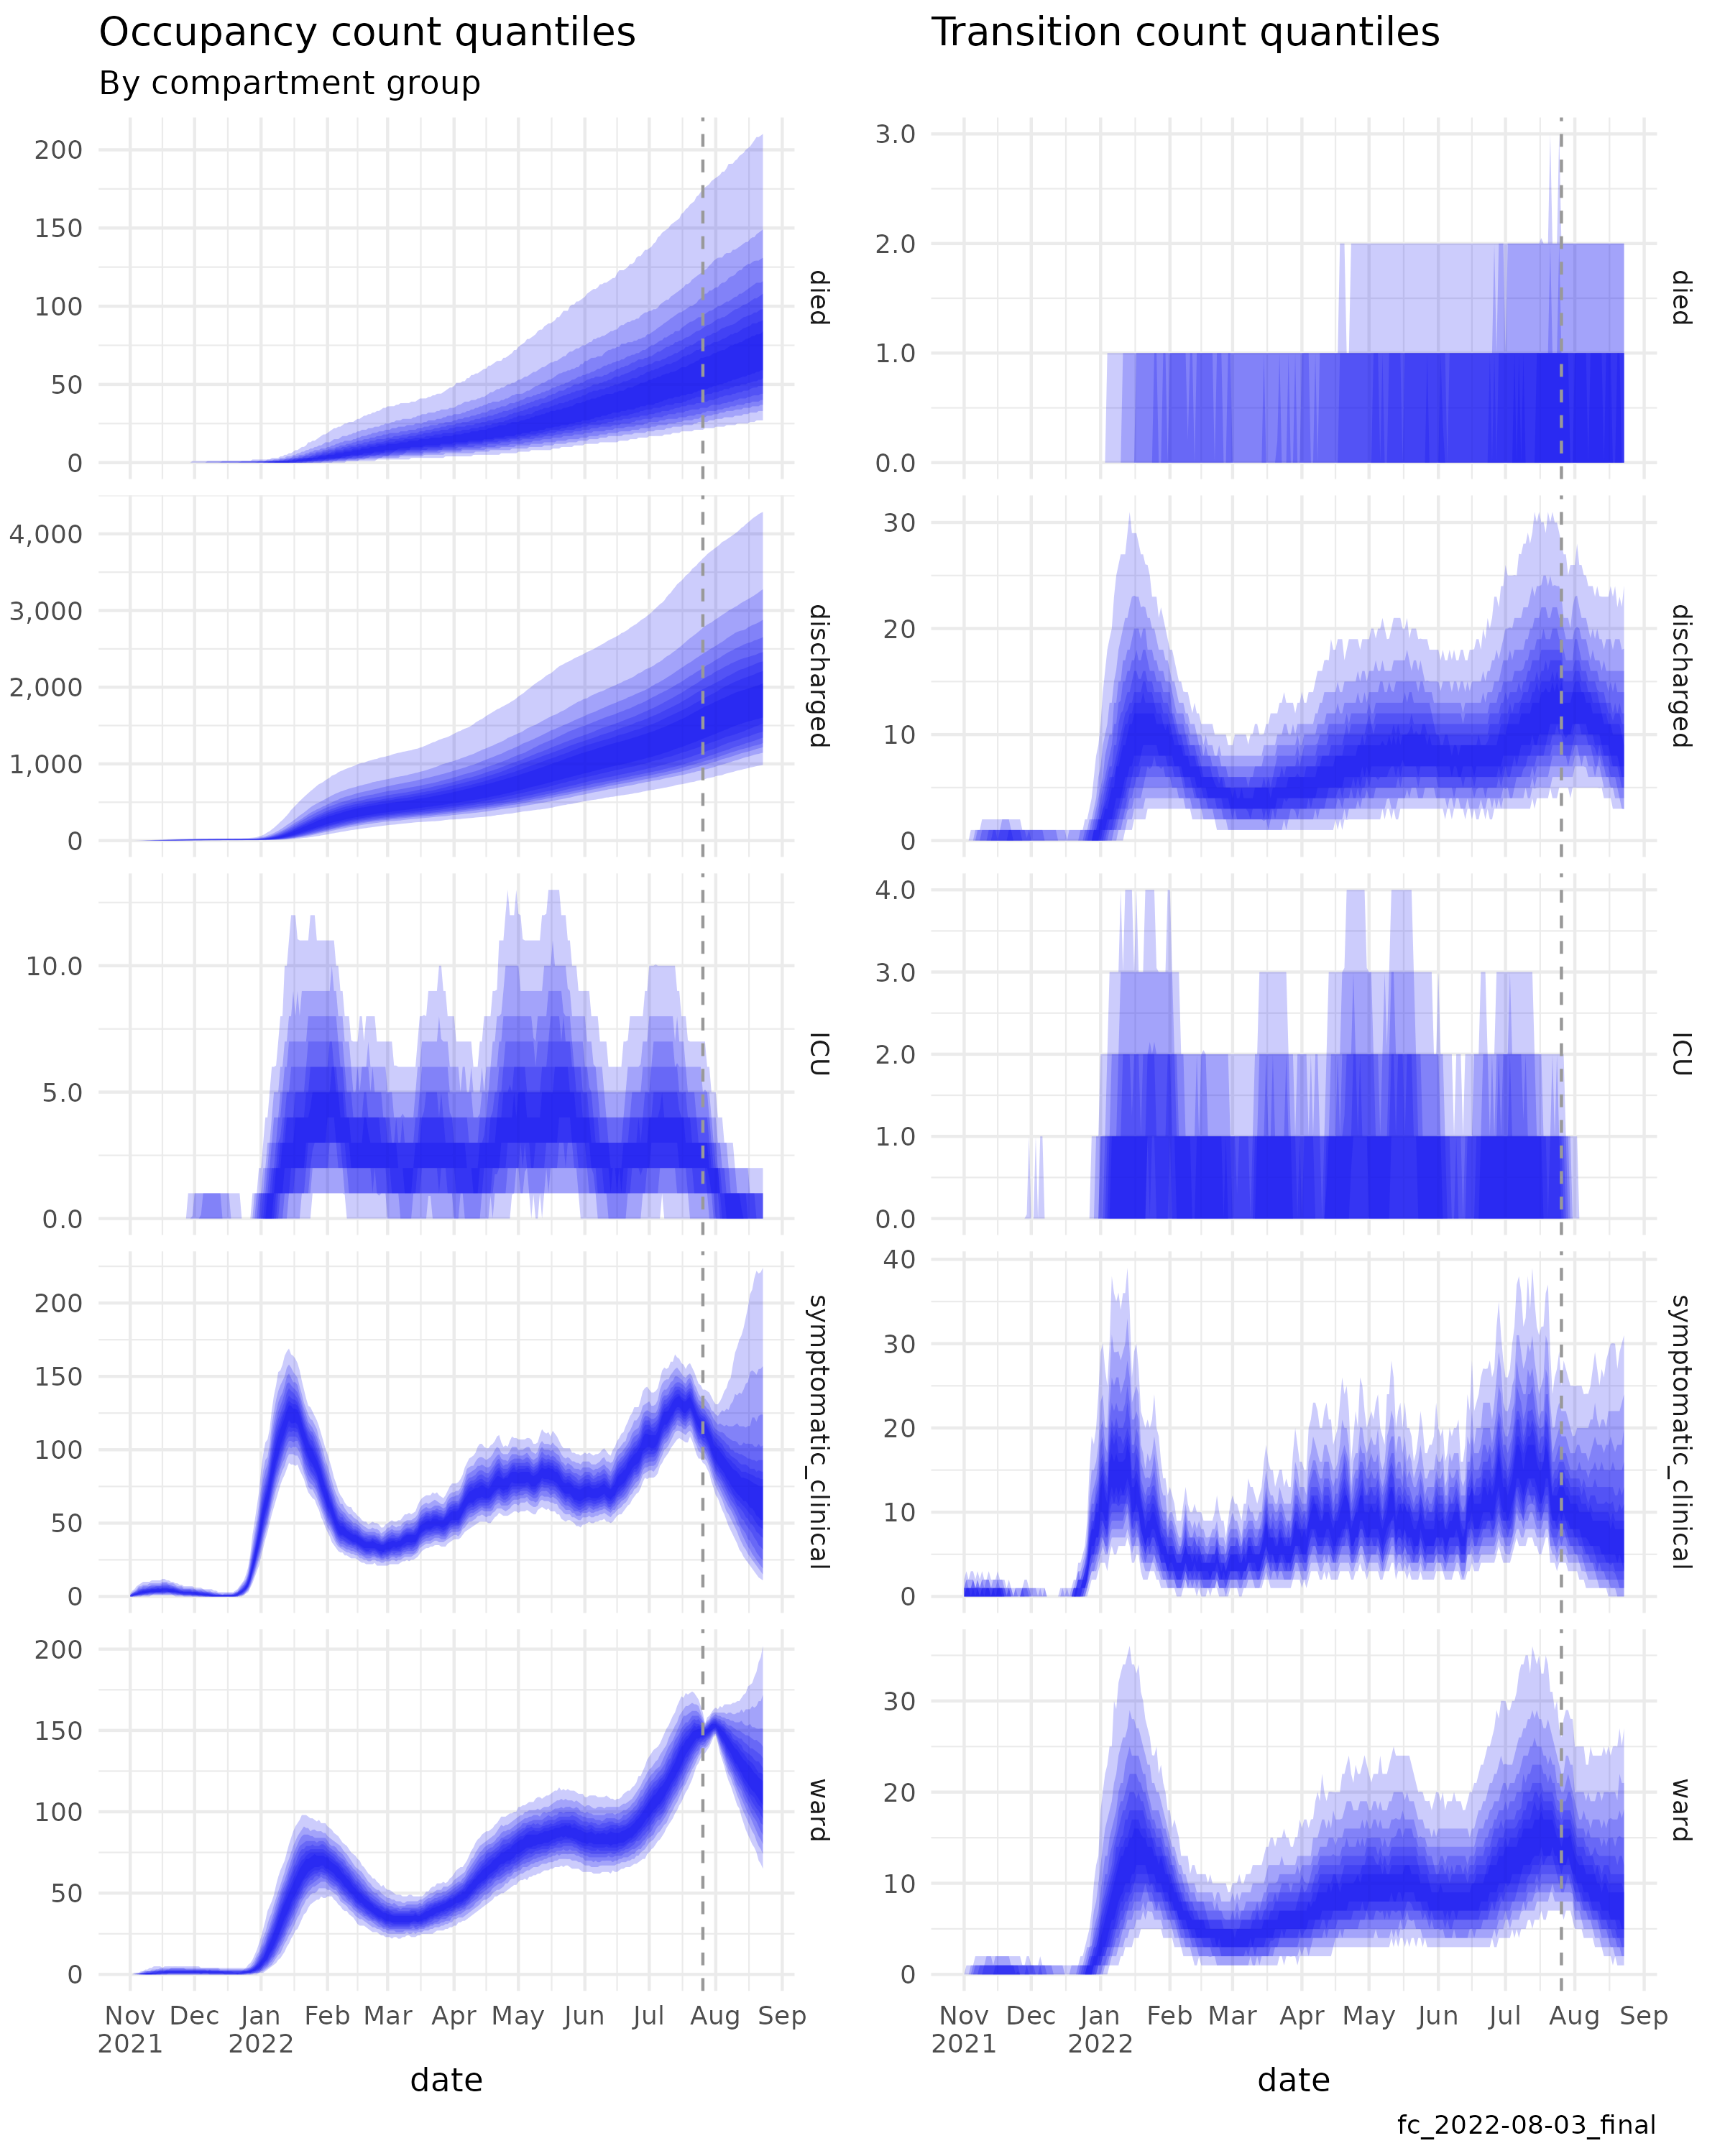 Occupancy count quantiles
By compartment group
200
150
100
50
0
died
4,000
3,000
2,000
1,000
0
discharged
10.0
5.0
0.0
ICU
200
150
100
50
0
symptomatic_clinical
200
150
100
50
0
ward
Nov Dec Jan Feb Mar Apr May Jun Jul Aug Sep
2021 2022
date
Transition count quantiles
3.0
2.0
1.0
0.0
died
30
20
10
0
discharged
4.0
3.0
2.0
1.0
0.0
ICU
40
30
20
10
0
symptomatic_clinical
30
20
10
0
ward
Nov Dec Jan Feb Mar Apr May Jun Jul Aug Sep
2021 2022
date
fc_2022-08-03_final